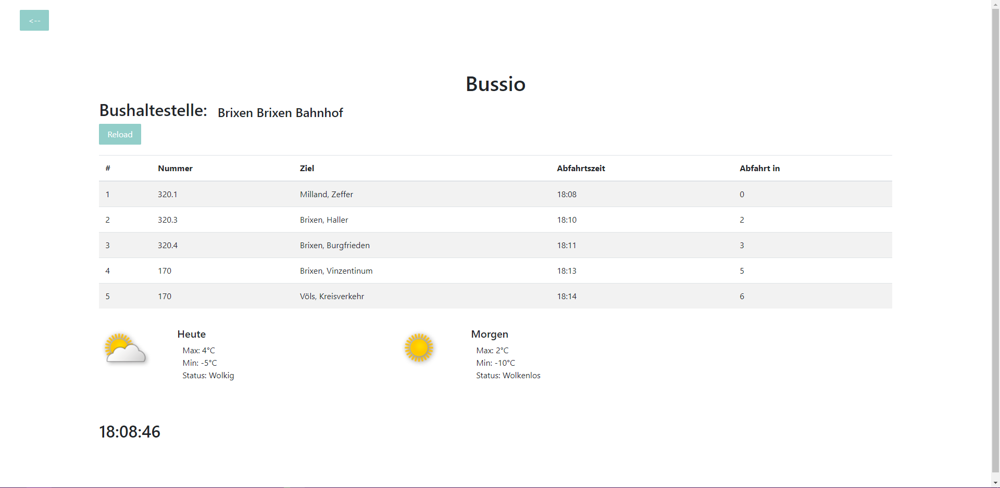 <--
Bussio
Bushaltestelle: Brixen Brixen Bahnhof
Reload
# Nummer Ziel Abfahrtszeit Abfahrt in
1 320.1 Milland, Zeffer 18:08 0
2 320.3 Brixen, Haller 18:10 2
3 320.4 Brixen, Burgfrieden 18:11 3
4 170 Brixen, Vinzentinum 18:13 5
5 170 Völs, Kreisverkehr 18:14 6
Heute
Max: 4°C
Min: -5°C
Status: Wolkig
Morgen
Max: 2°C
Min: -10°C
Status: Wolkenlos
18:08:46